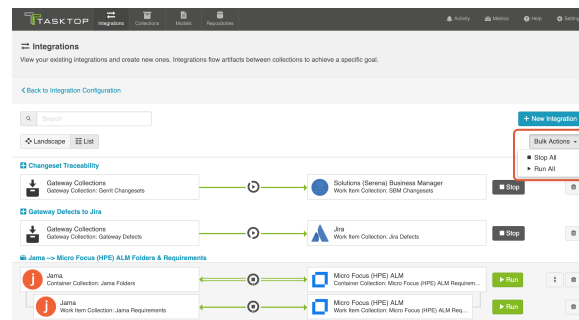 TASKTOP
Integrations
Collections
Models
Repositories
Activity
Metrics
Help
Settings
Integrations
View your existing integrations and create new ones. Integrations flow artifacts between collections to achieve a specific goal.
Back to Integration Configuration
Search
+ New Integration
Landscape
List
Bulk Actions
Stop All
Run All
Changeset Traceability
Gateway Collections
Gateway Collection: Gerrit Changesets
Solutions (Serena) Business Manager
Work Item Collection: SBM Changesets
Stop
Gateway Defects to Jira
Gateway Collections
Gateway Collection: Gateway Defects
Jira
Work Item Collection: Jira Defects
Stop
Jama --> Micro Focus (HPE) ALM Folders & Requirements
Jama
Container Collection: Jama Folders
Micro Focus (HPE) ALM
Container Collection: Micro Focus (HPE) ALM Requirem...
Run
Jama
Work Item Collection: Jama Requirements
Micro Focus (HPE) ALM
Work Item Collection: Micro Focus (HPE) ALM Req...
Run